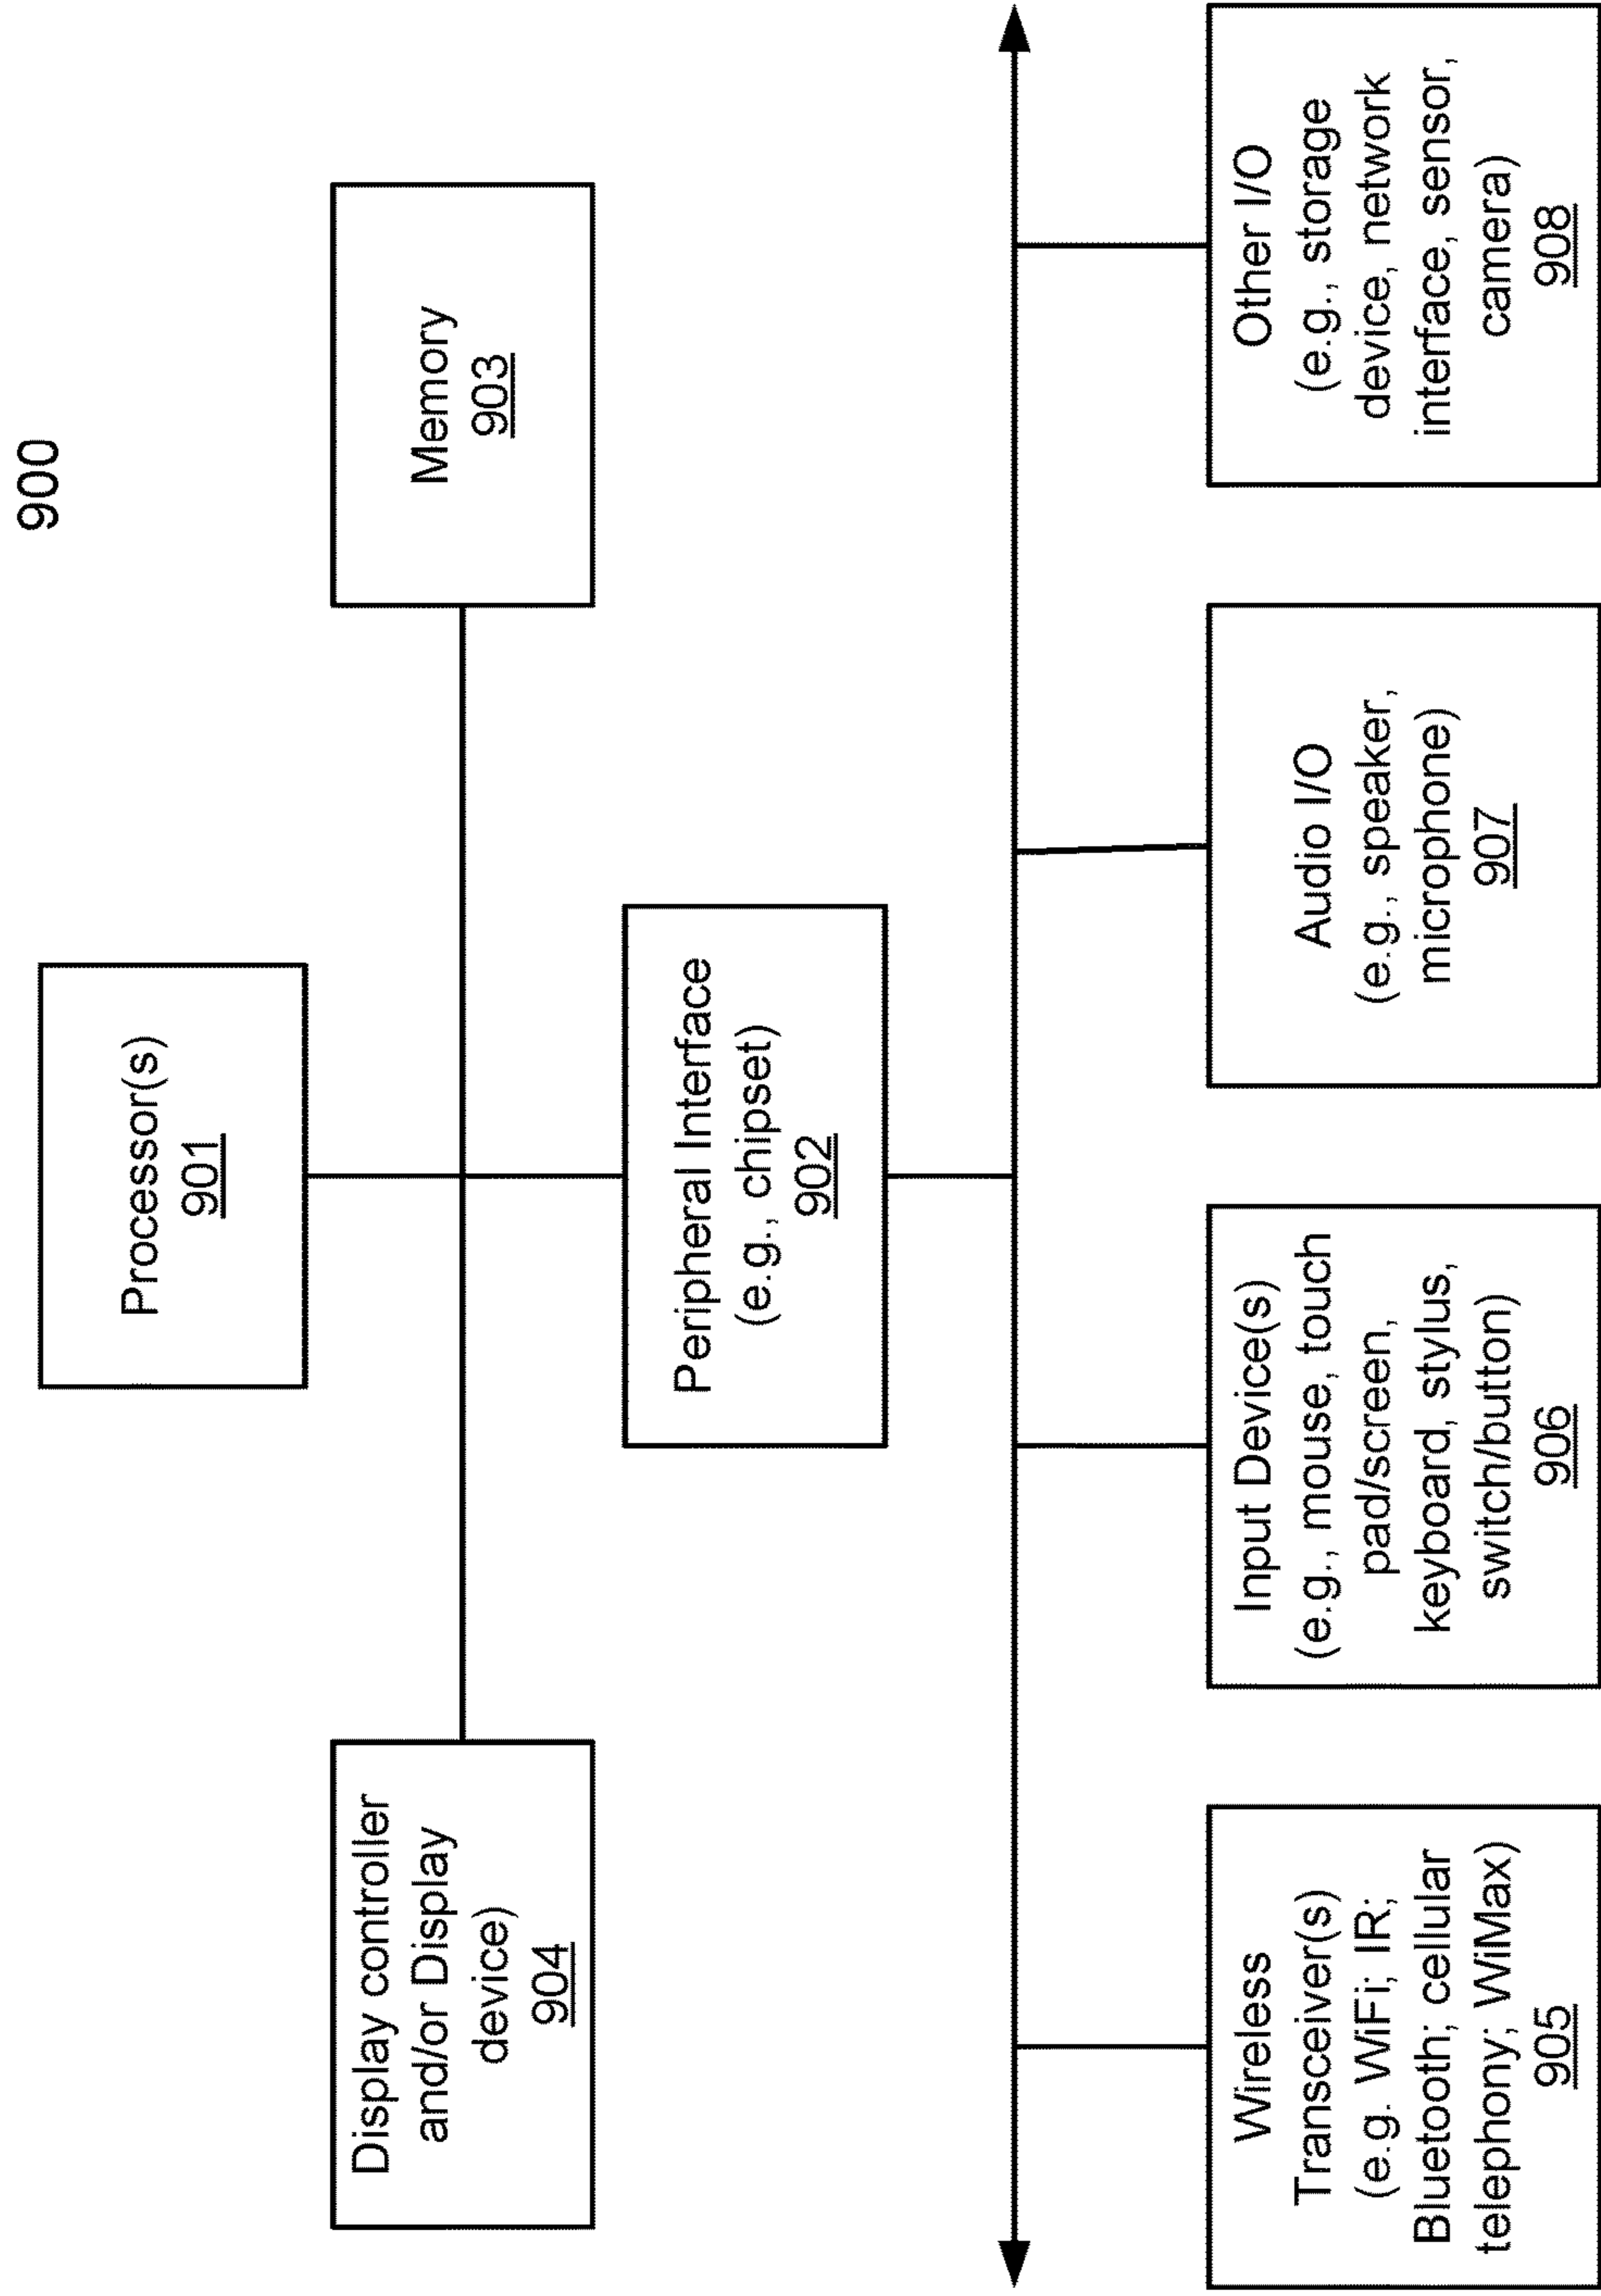 900
Processor(s)
901
Display controller
and/or Display
device)
904
Memory
903
Peripheral Interface
(e.g., chipset)
902
Wireless
Transceiver(s)
(e.g. WiFi; IR;
Bluetooth; cellular
telephony; WiMax)
905
Input Device(s)
(e.g., mouse, touch
pad/screen,
keyboard, stylus,
switch/button)
906
Audio I/O
(e.g., speaker,
microphone)
907
Other I/O
(e.g., storage
device, network
interface, sensor,
camera)
908